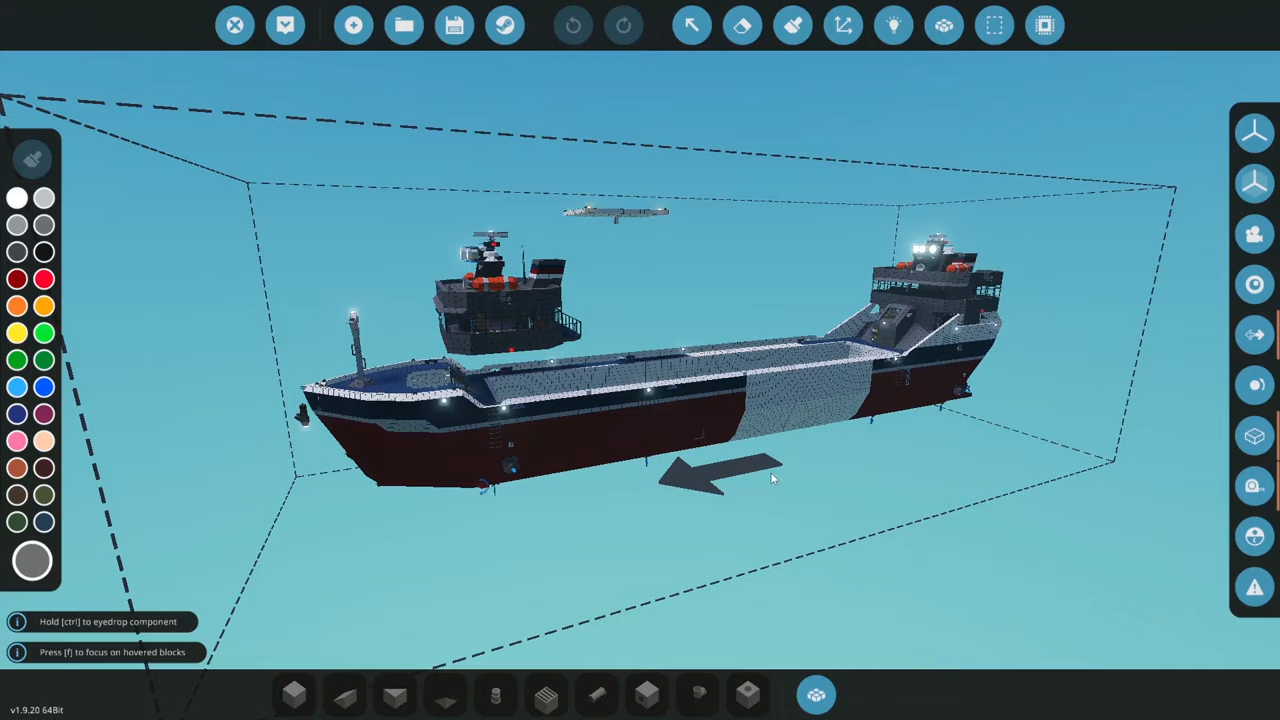 Hold [ctrl] to eyedrop component
Press [f] to focus on hovered blocks
v1.9.20 64Bit